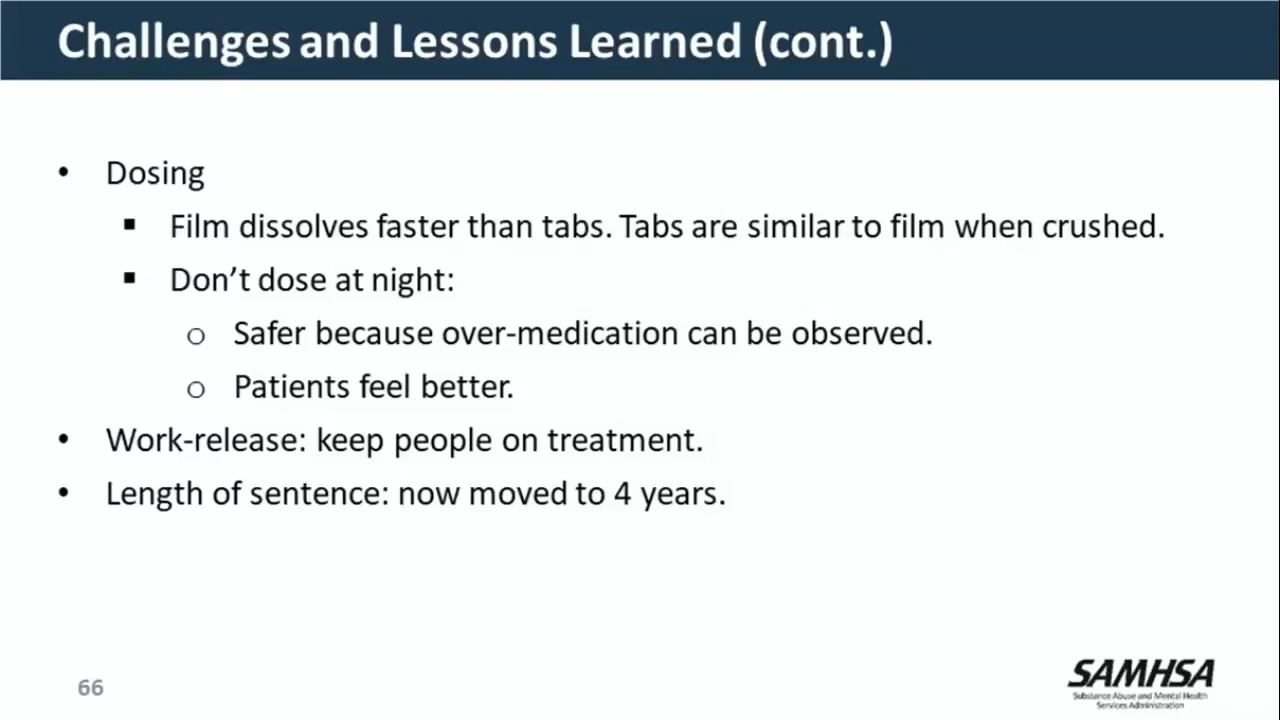 Challenges and Lessons Learned (cont.)
• Dosing
▪ Film dissolves faster than tabs. Tabs are similar to film when crushed.
▪ Don’t dose at night:
o Safer because over-medication can be observed.
o Patients feel better.
• Work-release: keep people on treatment.
• Length of sentence: now moved to 4 years.
66
SAMHSA
Substance Abuse and Mental Health
Services Administration